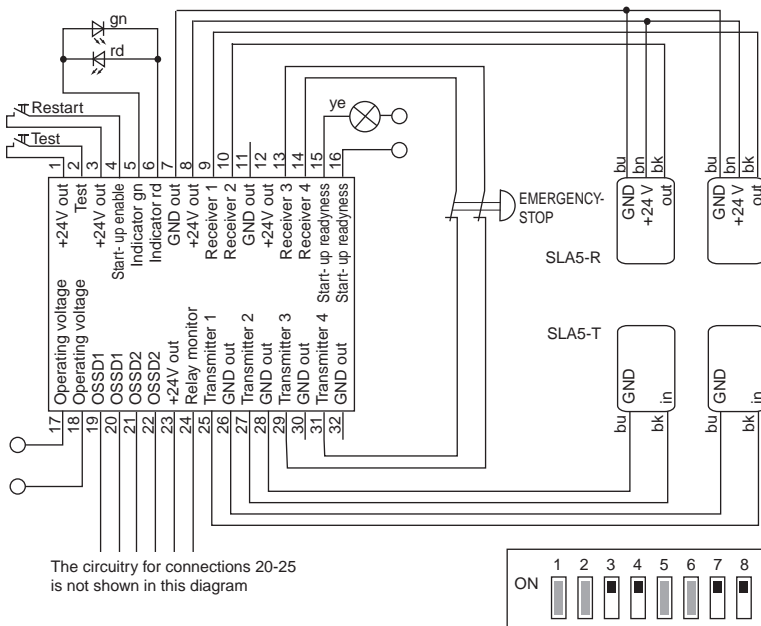 gn
rd
Restart
Test
ye
1 2 3 4 5 6 7 8 9 10 11 12 13 14 15 16
+24V out
Test
+24V out
Start- up enable
Indicator gn
Indicator rd
GND out
+24V out
Receiver 1
Receiver 2
GND out
+24V out
Receiver 3
Receiver 4
Start- up readyness
Start- up readyness
Operating voltage
Operating voltage
OSSD1
OSSD1
OSSD2
OSSD2
+24V out
Relay monitor
Transmitter 1
GND out
Transmitter 2
GND out
Transmitter 3
GND out
Transmitter 4
GND out
17 18 19 20 21 22 23 24 25 26 27 28 29 30 31 32
EMERGENCY-
STOP
bu bn bk
GND
+24 V
out
bu bn bk
GND
+24 V
out
SLA5-R
SLA5-T
GND
in
bu bk
GND
in
bu bk
The circuitry for connections 20-25
is not shown in this diagram
ON
1 2 3 4 5 6 7 8